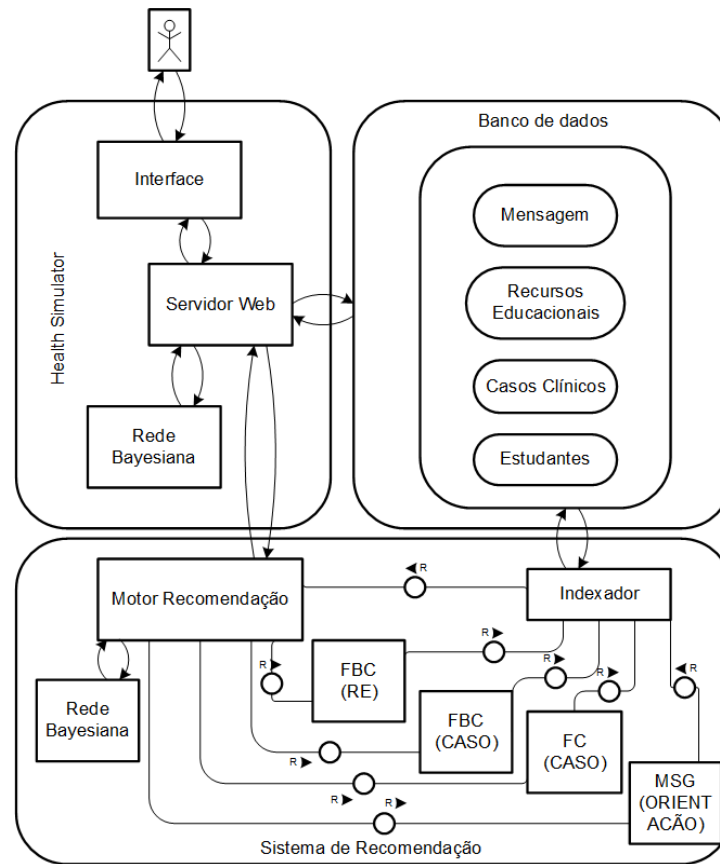 Banco de dados
Interface
Mensagem
Health Simulator
Servidor Web
Recursos
Educacionais
Casos Clínicos
Rede
Bayesiana
Estudantes
R
Motor Recomendação
Indexador
R
R
R
R
R
FBC
(RE)
Rede
Bayesiana
FBC
(CASO)
FC
(CASO)
R
MSG
(ORIENT
ACÃO)
R
R
R
Sistema de Recomendação